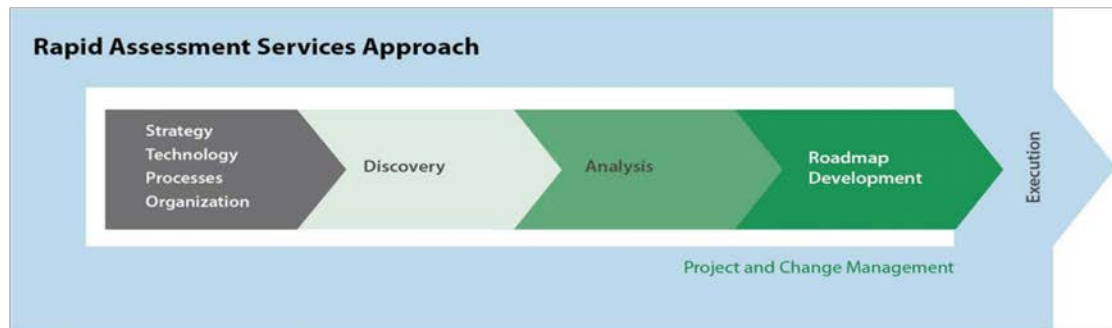 Rapid Assessment Services Approach
Strategy
Technology
Processes
Organization
Discovery
Analysis
Roadmap
Development
Execution
Project and Change Management